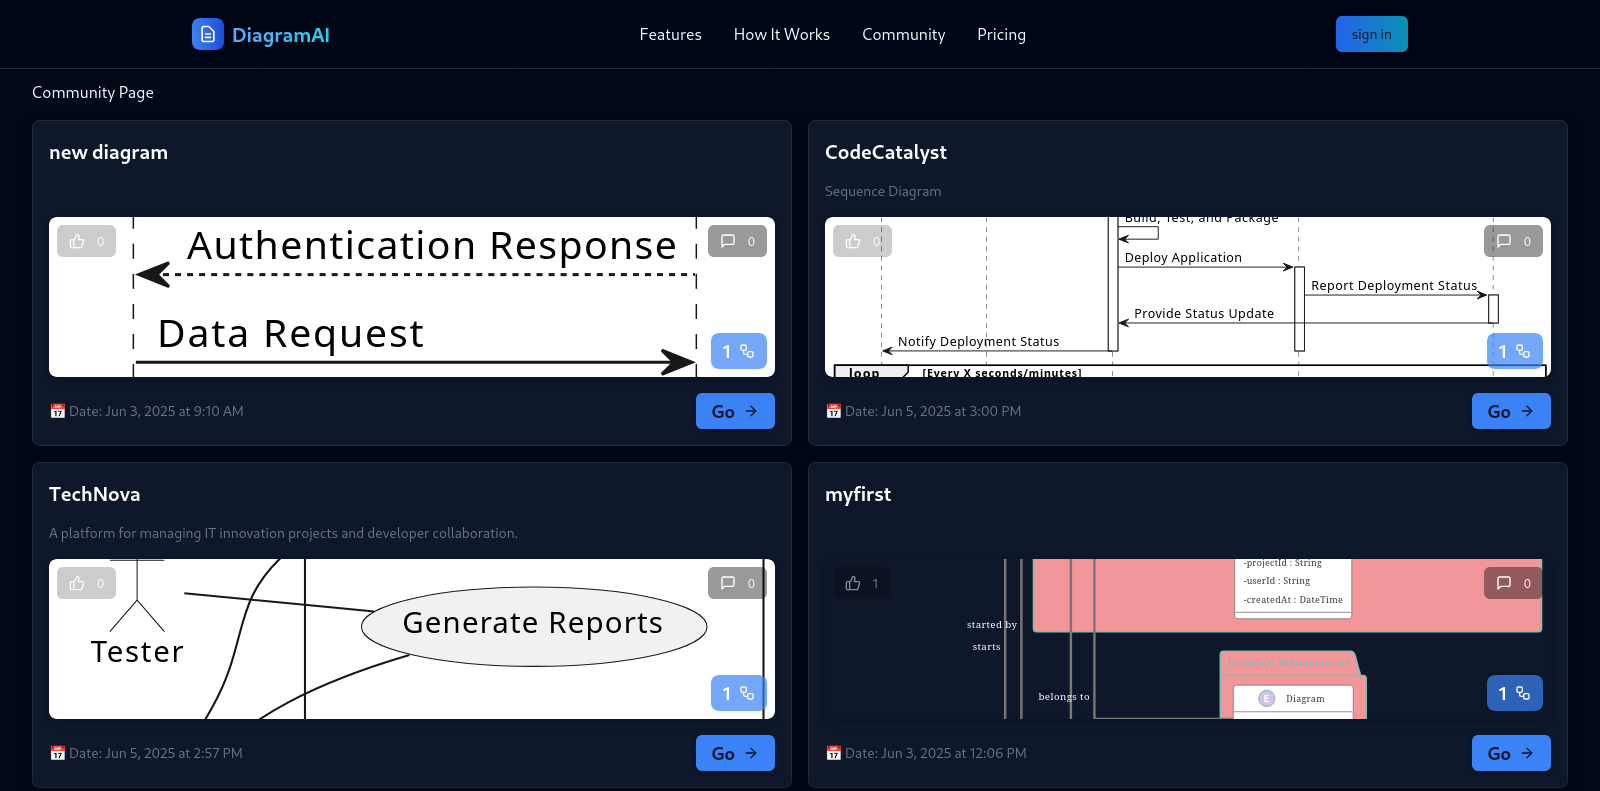 DiagramAI
Features
How It Works
Community
Pricing
sign in
Community Page
new diagram
0
0
Authentication Response
Data Request
1
📅 Date: Jun 3, 2025 at 9:10 AM
Go →
CodeCatalyst
Sequence Diagram
0
0
Build, Test, and Package
Deploy Application
Report Deployment Status
Provide Status Update
Notify Deployment Status
1
loop
[Every X seconds/minutes]
📅 Date: Jun 5, 2025 at 3:00 PM
Go →
TechNova
A platform for managing IT innovation projects and developer collaboration.
0
0
Generate Reports
Tester
1
📅 Date: Jun 5, 2025 at 2:57 PM
Go →
myfirst
1
0
-projectId : String
-userId : String
-createdAt : DateTime
started by
starts
Diagram Management
belongs to
E
Diagram
1
📅 Date: Jun 3, 2025 at 12:06 PM
Go →